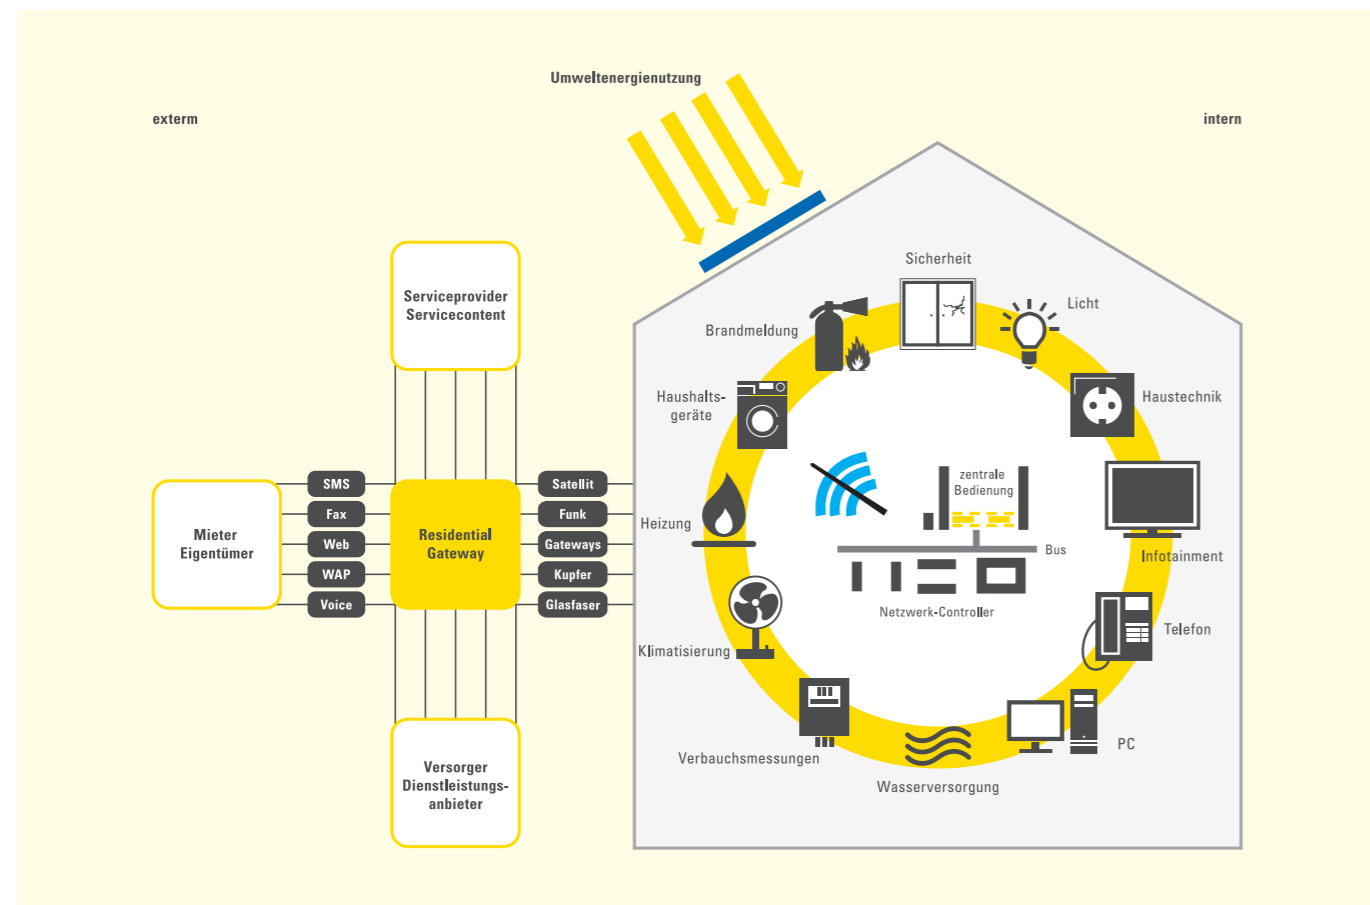 Umweltenergienutzung
exterm
intern
Serviceprovider
Servicecontent
Mieter
Eigentümer
SMS
Fax
Web
WAP
Voice
Residential
Gateway
Satellit
Funk
Gateways
Kupfer
Glasfaser
Versorger
Dienstleistungs-
anbieter
Sicherheit
Licht
Haustechnik
Infotainment
Telefon
PC
Wasserversorgung
Verbauchsmessungen
Klimatisierung
Heizung
Haushalts-
geräte
Brandmeldung
zentrale
Bedienung
Bus
Netzwerk-Controller